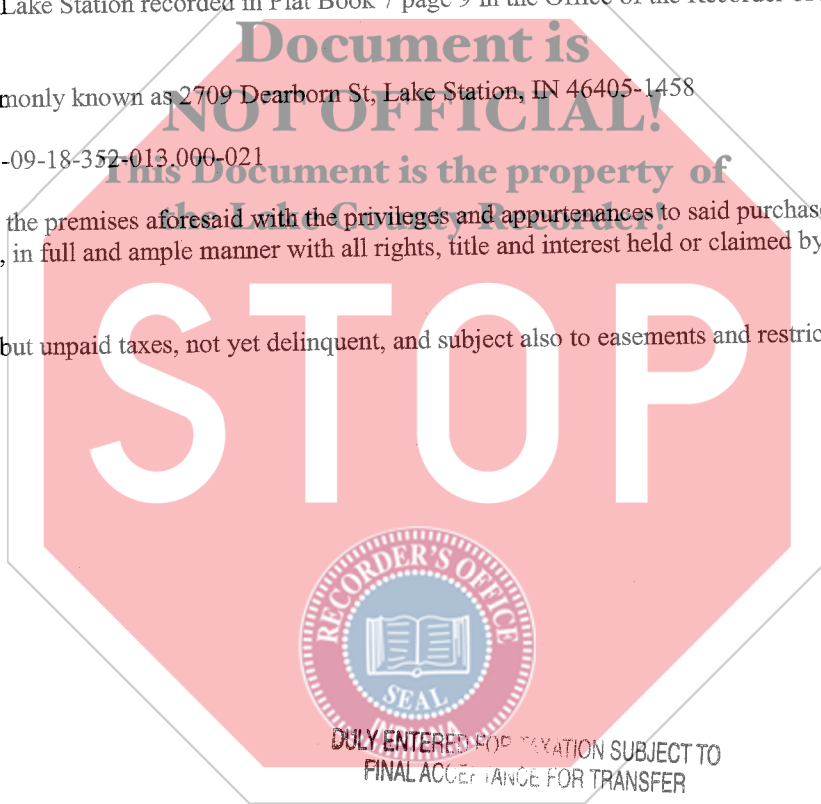 Lake Station recorded in Plat Book 7 page 9 in the Office of the Recorder of
Document is
monly known as 2709 Dearborn St, Lake Station, IN 46405-1458
NOT OFFICIAL!
-09-18-352-013.000-021
This Document is the property of
the premises aforesaid with the privileges and appurtenances to said purchas
the Lake County Recorder!
, in full and ample manner with all rights, title and interest held or claimed by
STOP
but unpaid taxes, not yet delinquent, and subject also to easements and restric
RECORDER'S OFFICE
SEAL
INDIANA
DULY ENTERED FOR TAXATION SUBJECT TO
FINAL ACCEPTANCE FOR TRANSFER